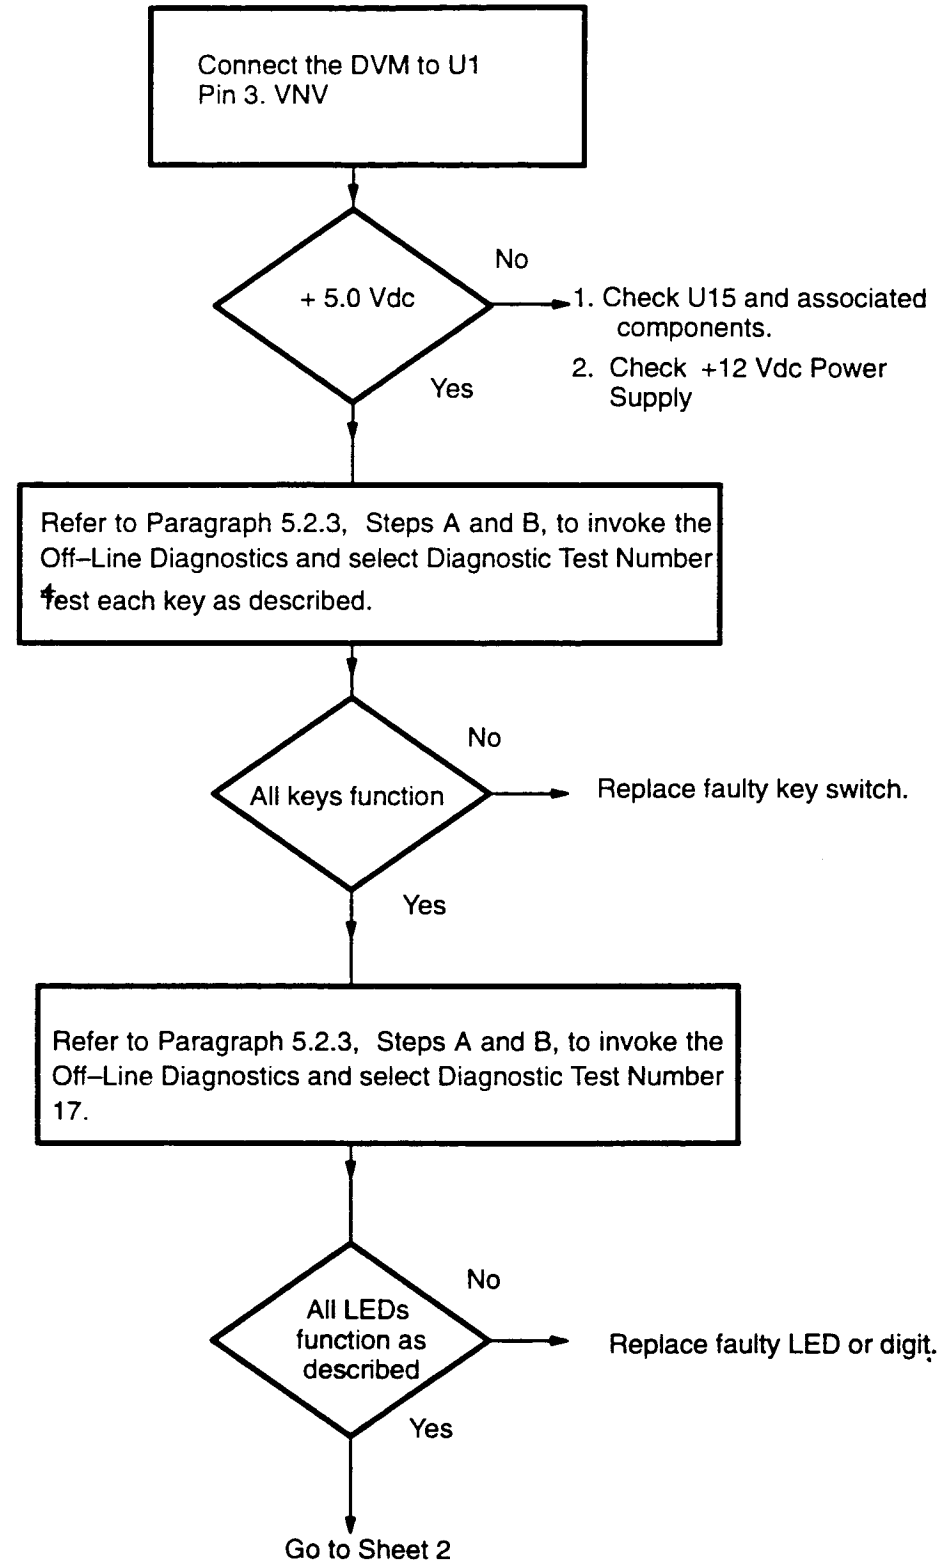 Connect the DVM to U1
Pin 3. VNV
+ 5.0 Vdc
No
1. Check U15 and associated
components.
2. Check +12 Vdc Power
Supply
Yes
Refer to Paragraph 5.2.3, Steps A and B, to invoke the
Off–Line Diagnostics and select Diagnostic Test Number
4.
Test each key as described.
All keys function
No
Replace faulty key switch.
Yes
Refer to Paragraph 5.2.3, Steps A and B, to invoke the
Off–Line Diagnostics and select Diagnostic Test Number
17.
All LEDs
function as
described
No
Replace faulty LED or digit.
Yes
Go to Sheet 2